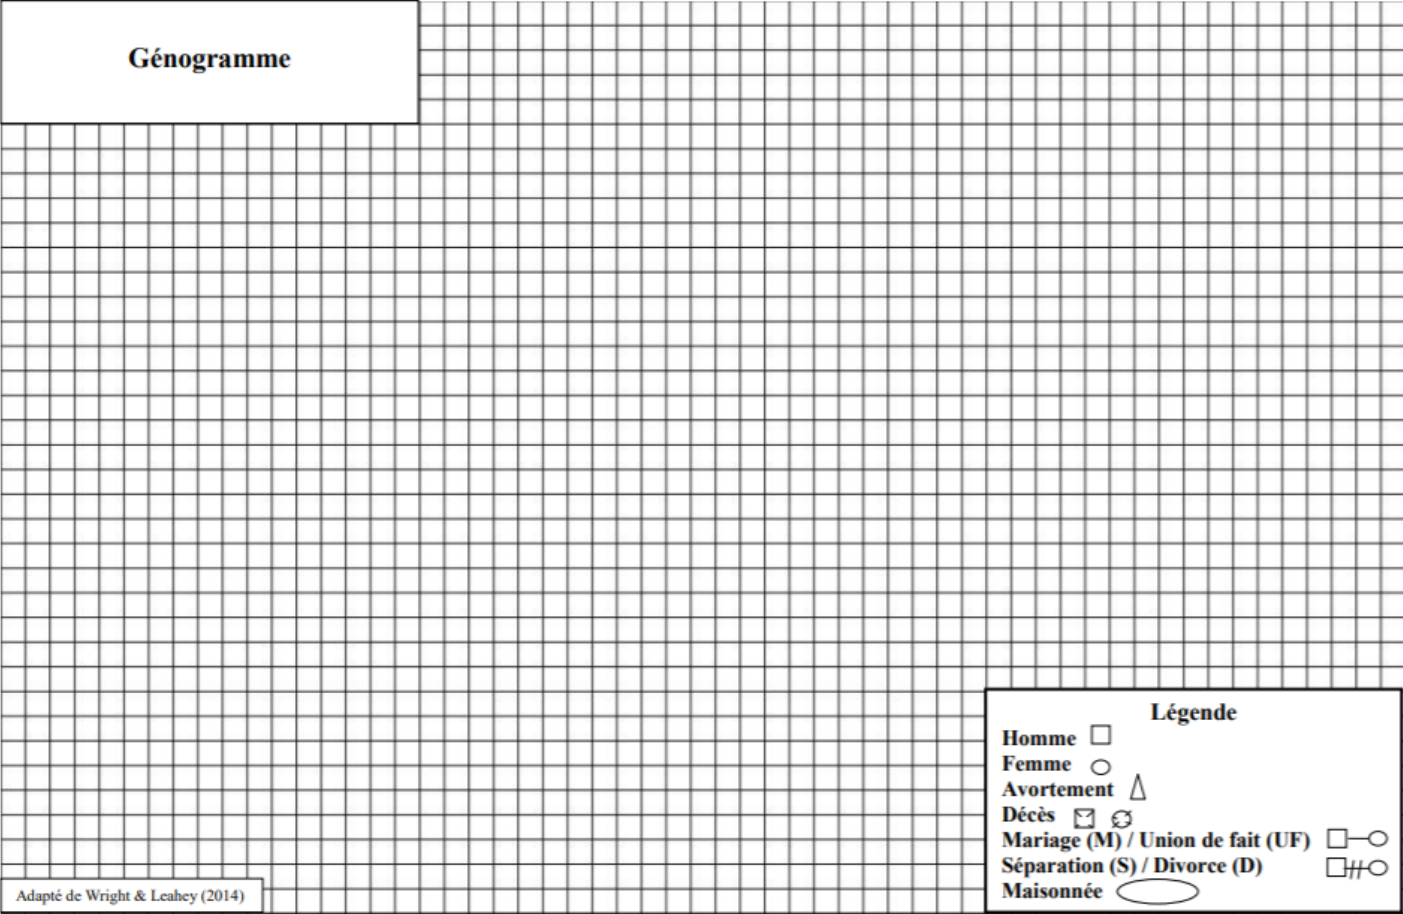 Génogramme
Légende
Homme
Femme
Avortement
Décès
Mariage (M) / Union de fait (UF)
Séparation (S) / Divorce (D)
Maisonnée
Adapté de Wright & Leahey (2014)